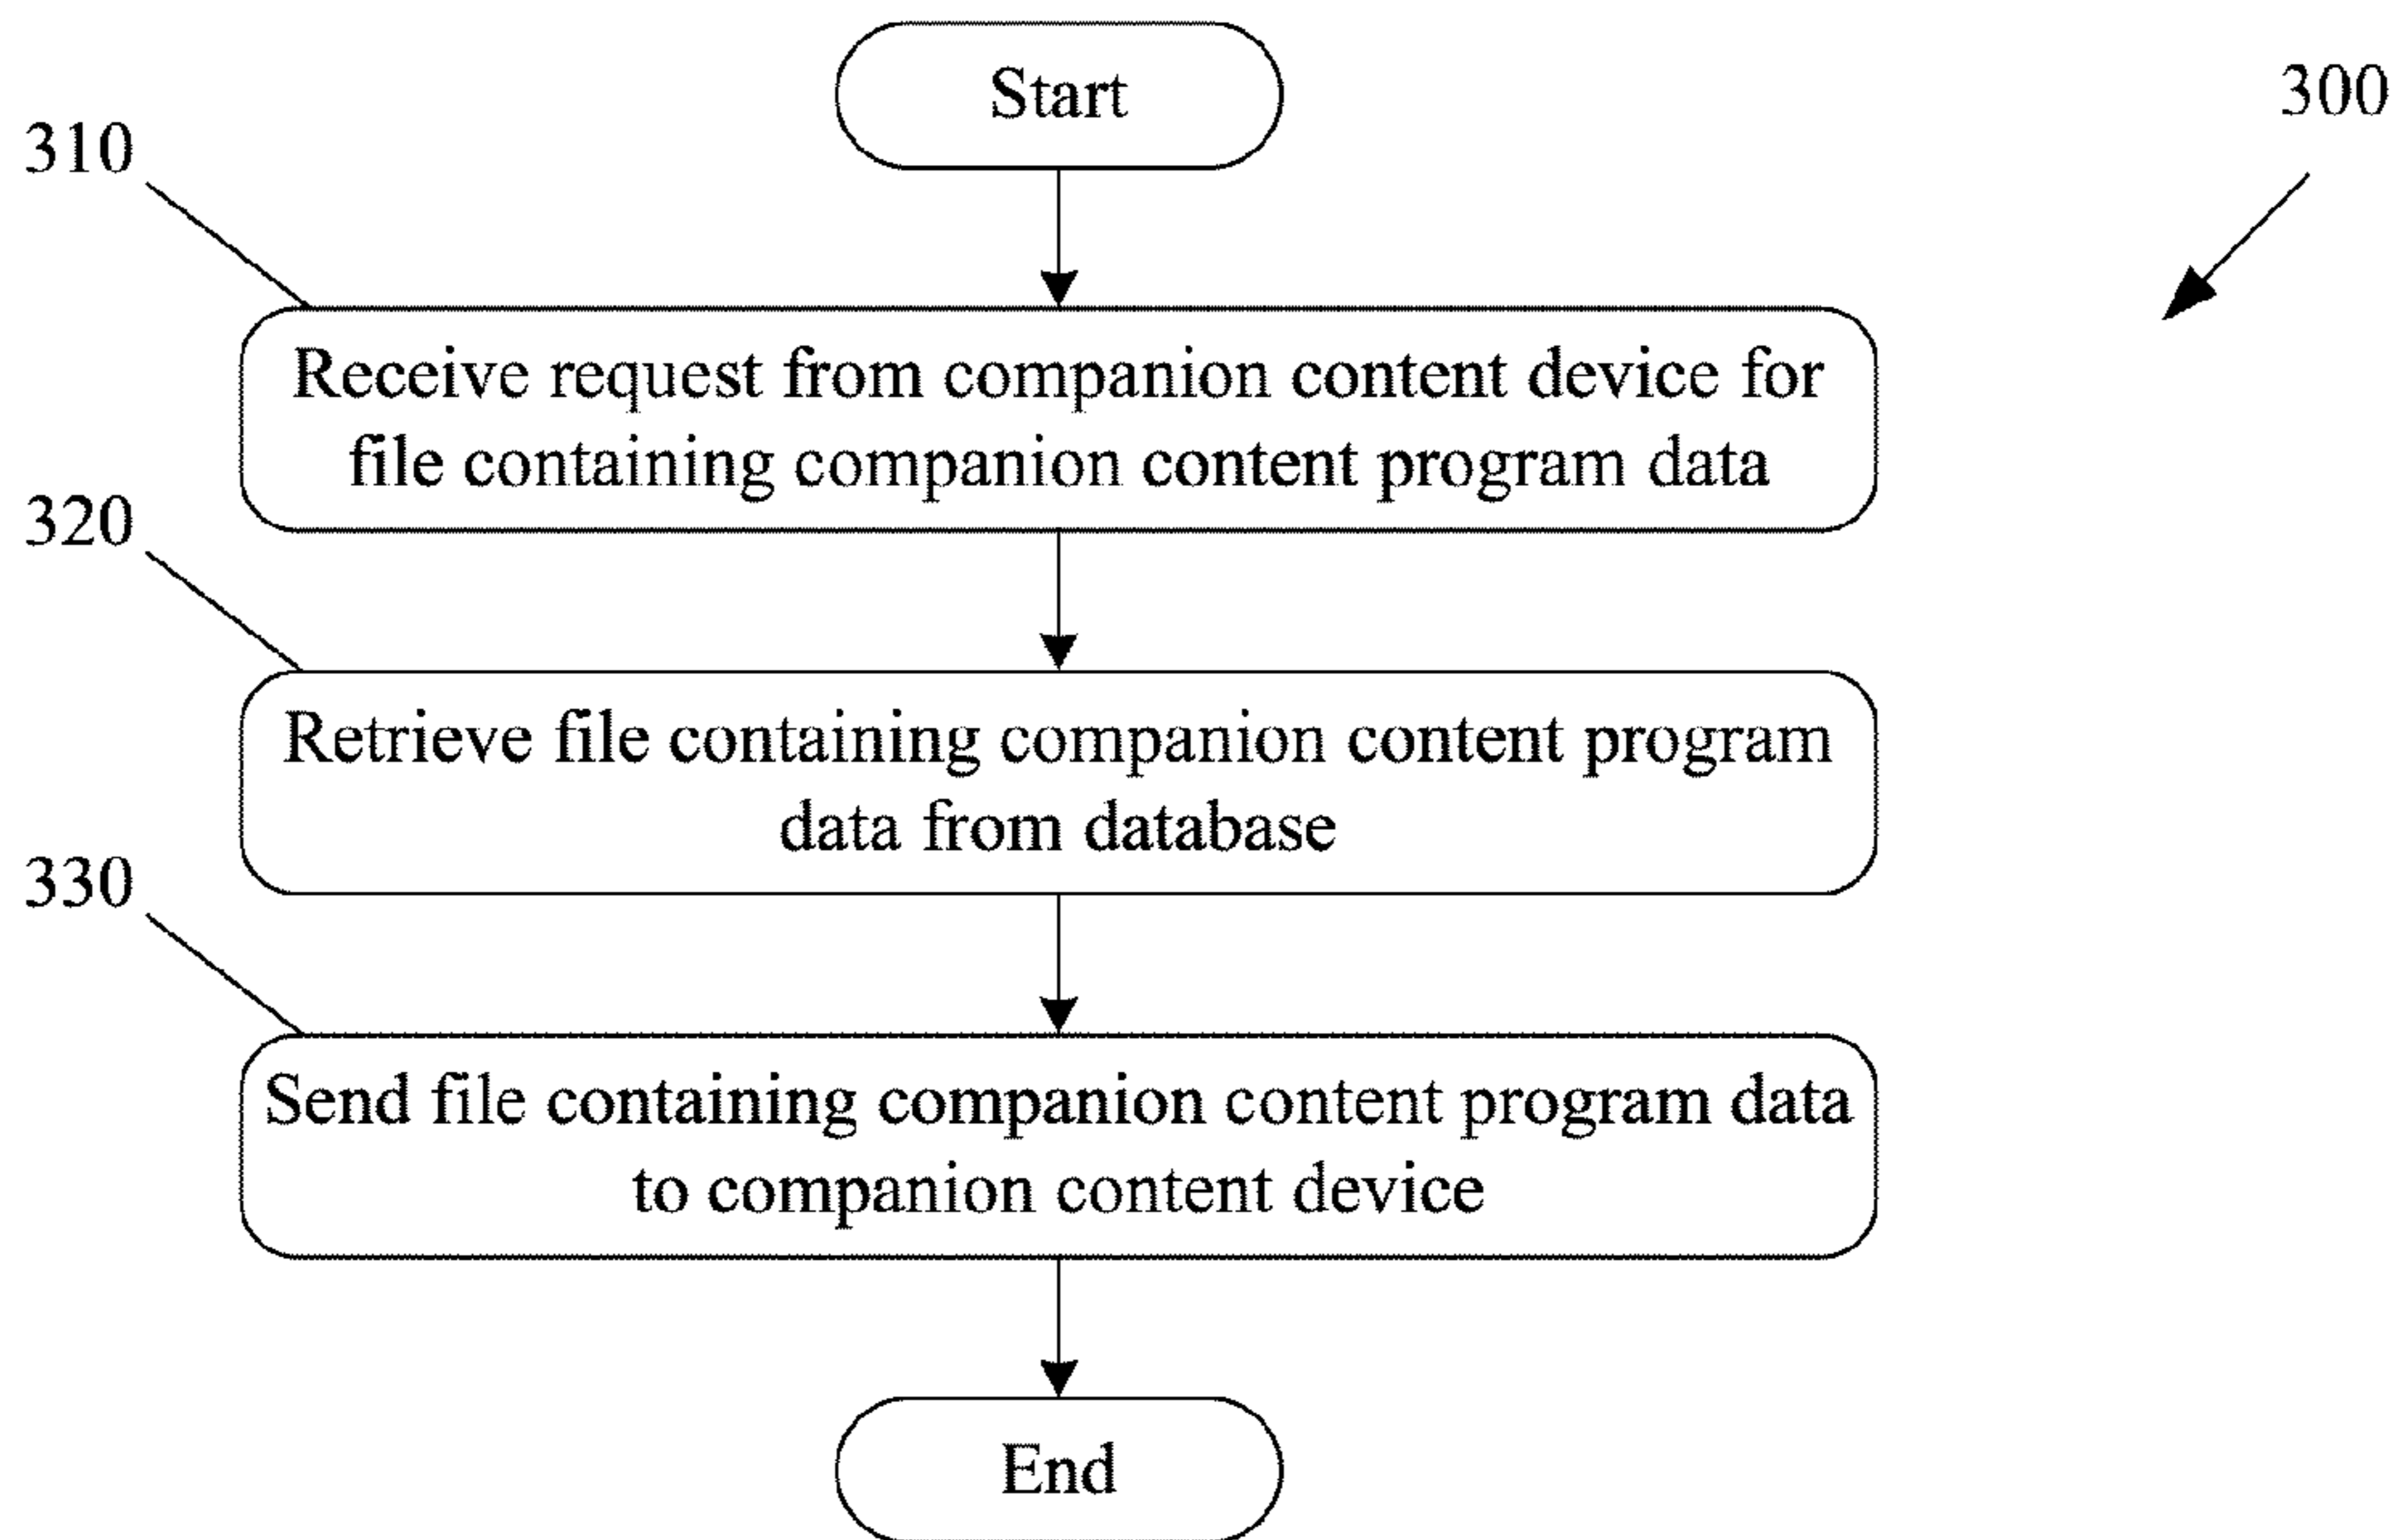 Start
300
310
Receive request from companion content device for
file containing companion content program data
320
Retrieve file containing companion content program
data from database
330
Send file containing companion content program data
to companion content device
End